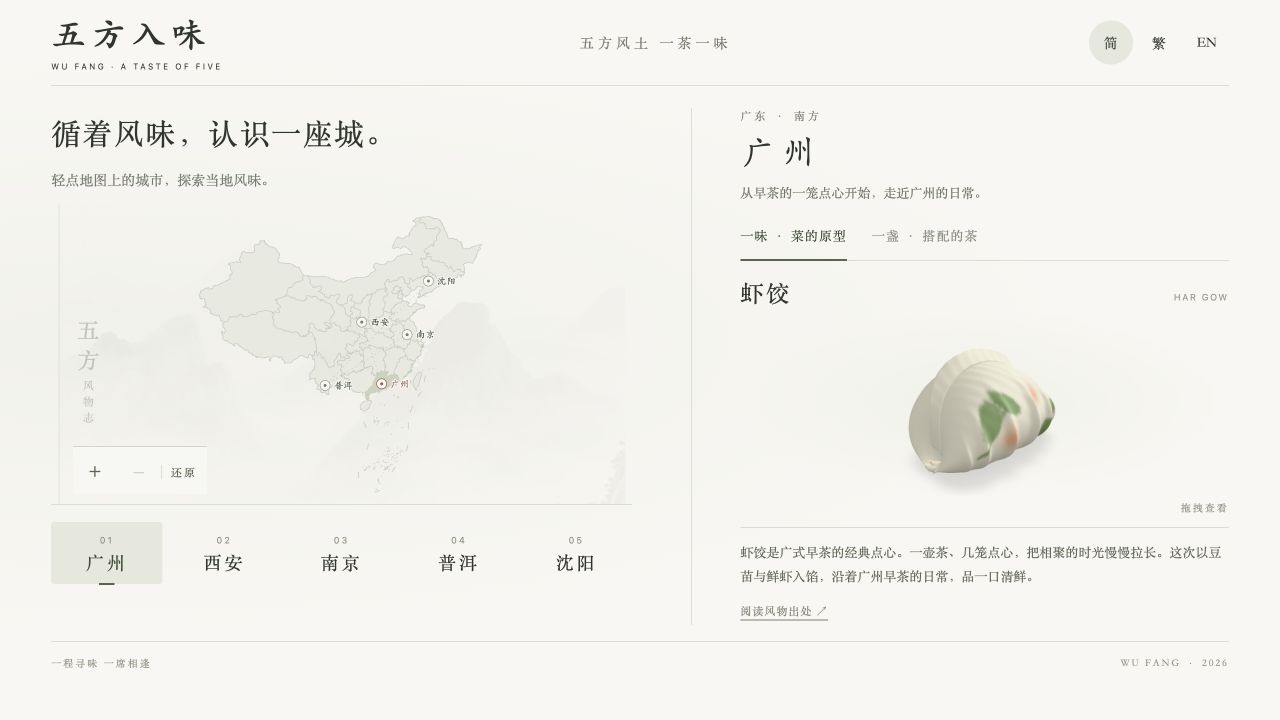 五方入味
WU FANG · A TASTE OF FIVE
五方风土 一茶一味
简 繁 EN
循着风味，认识一座城。
轻点地图上的城市，探索当地风味。
沈阳
西安
南京
普洱
广州
五方
风物志
+ — 还原
01
广州
02
西安
03
南京
04
普洱
05
沈阳
广东 · 南方
广州
从早茶的一笼点心开始，走近广州的日常。
一味 · 菜的原型 一盏 · 搭配的茶
虾饺
HAR GOW
拖拽查看
虾饺是广式早茶的经典点心。一壶茶、几笼点心，把相聚的时光慢慢拉长。这次以豆
苗与鲜虾入馅，沿着广州早茶的日常，品一口清鲜。
阅读风物出处 ↗
一程寻味 一席相逢
WU FANG · 2026